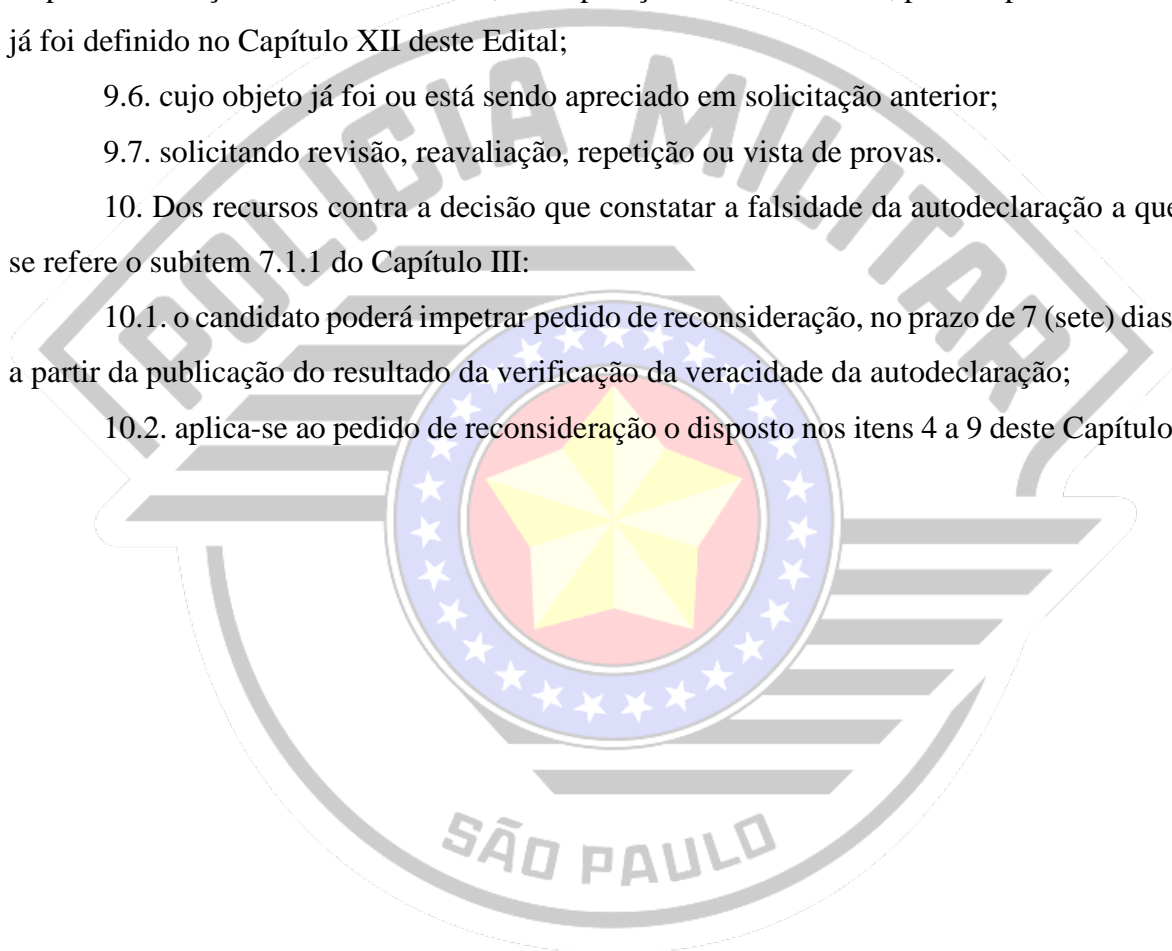 já foi definido no Capítulo XII deste Edital;
9.6. cujo objeto já foi ou está sendo apreciado em solicitação anterior;
9.7. solicitando revisão, reavaliação, repetição ou vista de provas.
10. Dos recursos contra a decisão que constatar a falsidade da autodeclaração a que
se refere o subitem 7.1.1 do Capítulo III:
10.1. o candidato poderá impetrar pedido de reconsideração, no prazo de 7 (sete) dias
a partir da publicação do resultado da verificação da veracidade da autodeclaração;
10.2. aplica-se ao pedido de reconsideração o disposto nos itens 4 a 9 deste Capítulo
POLÍCIA MILITAR
SÃO PAULO